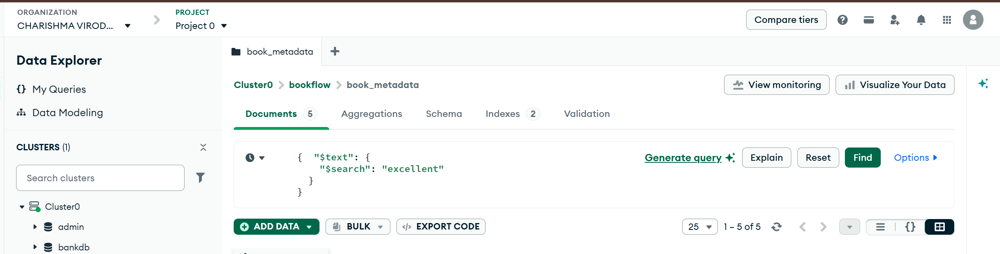 ORGANIZATION
CHARISHMA VIROD...
PROJECT
Project 0
Compare tiers
Data Explorer
My Queries
Data Modeling
CLUSTERS (1)
Search clusters
Cluster0
admin
bankdb
book_metadata
Cluster0 bookflow book_metadata
View monitoring
Visualize Your Data
Documents 5 Aggregations Schema Indexes 2 Validation
{  "$text": {
"$search": "excellent"
}
}
Generate query
Explain
Reset
Find
Options
ADD DATA
BULK
EXPORT CODE
25
1 – 5 of 5